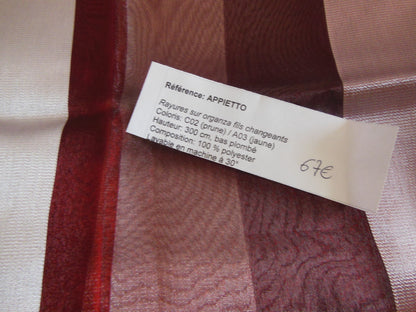 Référence: APPIETTO
Rayures sur organza fils changeants
Coloris: C02 (prune) / A03 (jaune)
Hauteur: 300 cm, bas plombé
Composition: 100 % polyester
Lavable en machine à 30°
67€